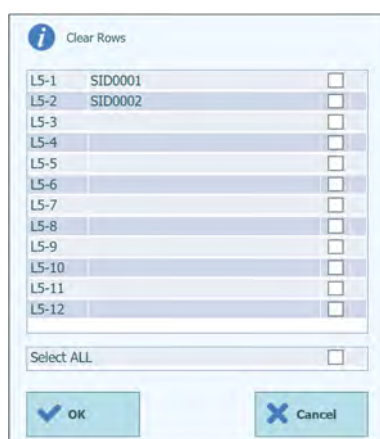 Clear Rows
L5-1 SID0001
L5-2 SID0002
L5-3
L5-4
L5-5
L5-6
L5-7
L5-8
L5-9
L5-10
L5-11
L5-12
Select ALL
OK Cancel